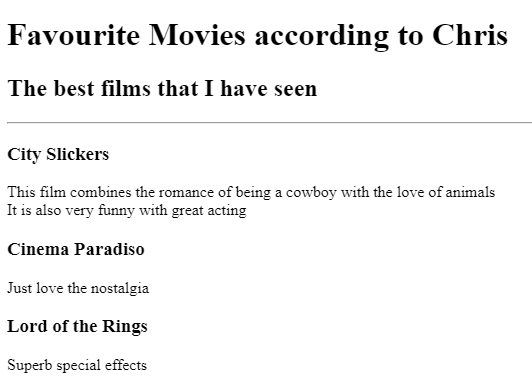 Favourite Movies according to Chris
The best films that I have seen
City Slickers
This film combines the romance of being a cowboy with the love of animals
It is also very funny with great acting
Cinema Paradiso
Just love the nostalgia
Lord of the Rings
Superb special effects